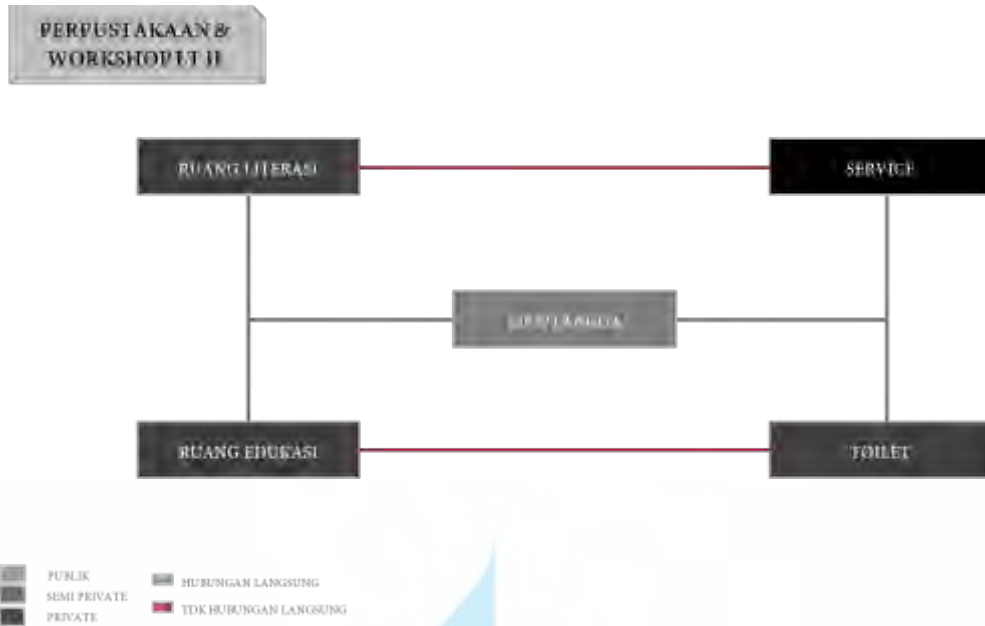 PERPUSTAKAAN &
WORKSHOP LT II
RUANG LITERASI
SERVICE
RUANG EDUKASI
TOILET
PUBLIK
SEMI PRIVATE
PRIVATE
HUBUNGAN LANGSUNG
TDK HUBUNGAN LANGSUNG